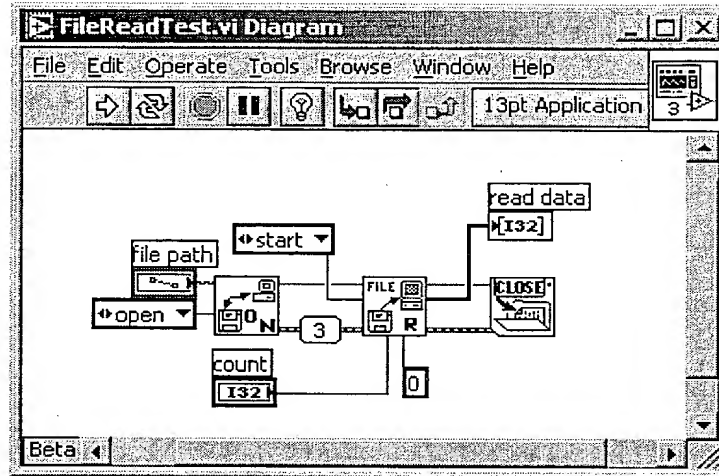 FileReadTest.vi Diagram
File Edit Operate Tools Browse Window Help
13pt Application
3
read data
[I32]
start
file path
FILE
CLOSE
open
O N
3
R
count
I32
0
Beta